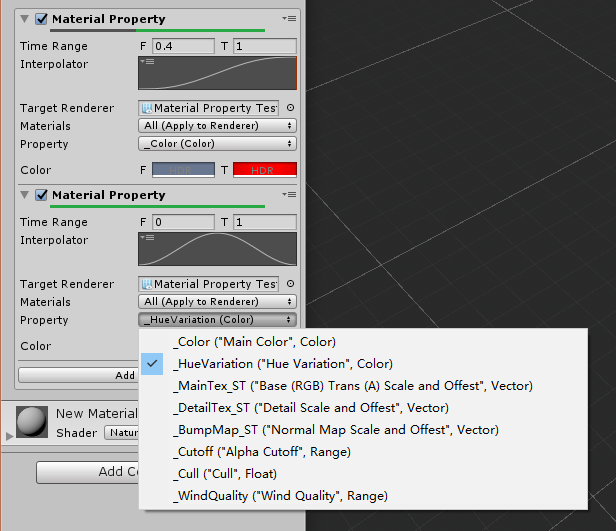 Material Property
Time Range F 0.4 T 1
Interpolator
Target Renderer Material Property Tes
Materials All (Apply to Renderer)
Property _Color (Color)
Color F HDR T HDR
Material Property
Time Range F 0 T 1
Interpolator
Target Renderer Material Property Tes
Materials All (Apply to Renderer)
Property _HueVariation (Color)
Color
_Color ("Main Color", Color)
_HueVariation ("Hue Variation", Color)
_MainTex_ST ("Base (RGB) Trans (A) Scale and Offest", Vector)
_DetailTex_ST ("Detail Scale and Offest", Vector)
_BumpMap_ST ("Normal Map Scale and Offest", Vector)
_Cutoff ("Alpha Cutoff", Range)
_Cull ("Cull", Float)
_WindQuality ("Wind Quality", Range)
Add
New Material
Shader Natur
Add Co